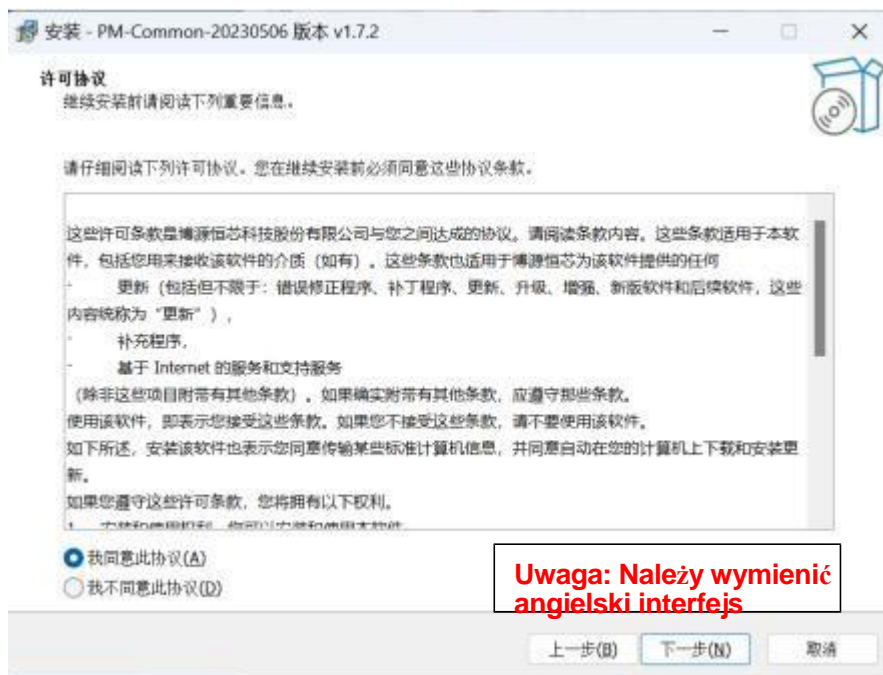 安装 - PM-Common-20230506 版本 v1.7.2
许可协议
继续安装前请阅读下列重要信息。
请仔细阅读下列许可协议。您在继续安装前必须同意这些协议条款。
这些许可条款是博源恒芯科技股份有限公司与您之间达成的协议。请阅读条款内容。这些条款适用于本软
件，包括您用来接收该软件的介质（如有）。这些条款也适用于博源恒芯为该软件提供的任何
- 更新（包括但不限于：错误修正程序、补丁程序、更新、升级、增强、新版软件和后续软件，这些
内容统称为“更新”），
- 补充程序，
- 基于 Internet 的服务和支持服务
（除非这些项目附带有其他条款）。如果确实附带有其他条款，应遵守那些条款。
使用该软件，即表示您接受这些条款。如果您不接受这些条款，请不要使用该软件。
如下所述，安装该软件也表示您同意传输某些标准计算机信息，并同意自动在您的计算机上下载和安装更
新。
如果您遵守这些许可条款，您将拥有以下权利。
我同意此协议(A)
我不同意此协议(D)
Uwaga: Należy wymienić
angielski interfejs
上一步(B) 下一步(N) 取消